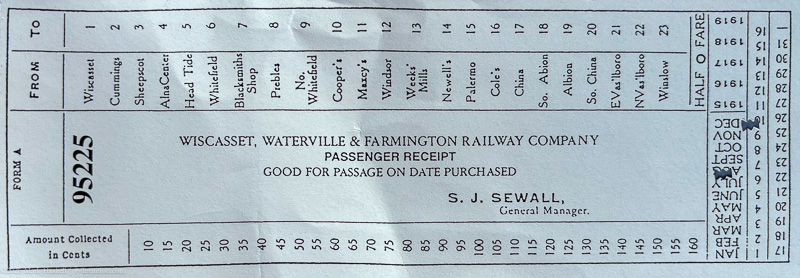 TO
1 2 3 4 5 6 7 8 9 10 11 12 13 14 15 16 17 18 19 20 21 22 23
FROM
Wiscasset
Cummings
Sheepscot
AlnaCenter
Head Tide
Whitefield
Blacksmiths
Shop
Prebles
No.
Whitefield
Cooper's
Maxcy's
Windsor
Weeks'
Mills
Newell's
Palermo
Cole's
China
So. Albion
Albion
So. China
EVas'lboro
NVas'lboro
Winslow
HALF O FARE
FORM A
95225
WISCASSET, WATERVILLE & FARMINGTON RAILWAY COMPANY
PASSENGER RECEIPT
GOOD FOR PASSAGE ON DATE PURCHASED
S. J. SEWALL,
General Manager.
Amount Collected
in Cents
10 15 20 25 30 35 40 45 50 55 60 65 70 75 80 85 90 95 100 105 110 115 120 125 130 135 140 145 150 155 160
JAN FEB MAR APR MAY JUNE JULY AUG SEPT OCT NOV DEC 1915 1916 1917 1918 1919
1 2 3 4 5 6 7 8 9 10 11 12 13 14 15 16
17 18 19 20 21 22 23 24 25 26 27 28 29 30 31